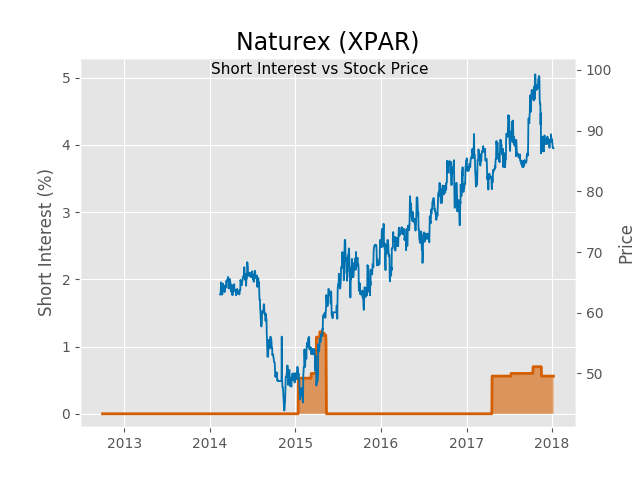 Naturex (XPAR)
Short Interest vs Stock Price
Short Interest (%)
5
4
3
2
1
0
100
90
80
70
60
50
Price
2013 2014 2015 2016 2017 2018